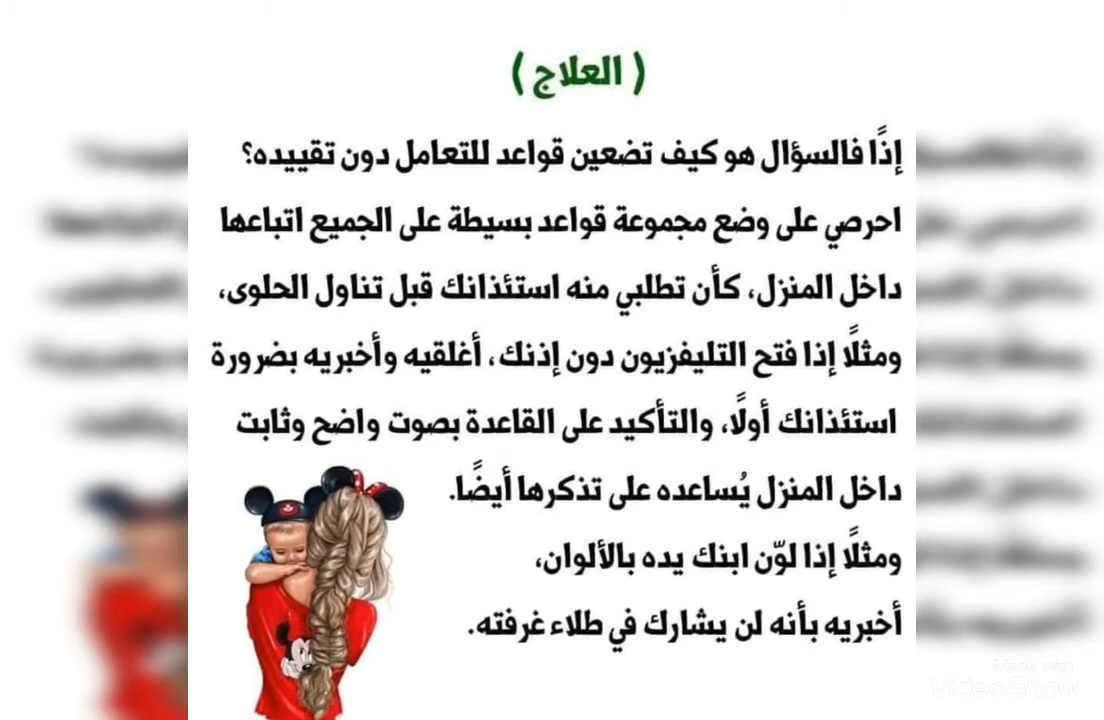 ( العلاج )
إذًا فالسؤال هو كيف تضعين قواعد للتعامل دون تقييده؟
احرصي على وضع مجموعة قواعد بسيطة على الجميع اتباعها
داخل المنزل، كأن تطلبي منه استئذانك قبل تناول الحلوى،
ومثلًا إذا فتح التليفزيون دون إذنك، أغلقيه وأخبريه بضرورة
استئذانك أولًا، والتأكيد على القاعدة بصوت واضح وثابت
داخل المنزل يُساعده على تذكرها أيضًا.
ومثلًا إذا لوّن ابنك يده بالألوان،
أخبريه بأنه لن يشارك في طلاء غرفته.
Made with
VideoShow